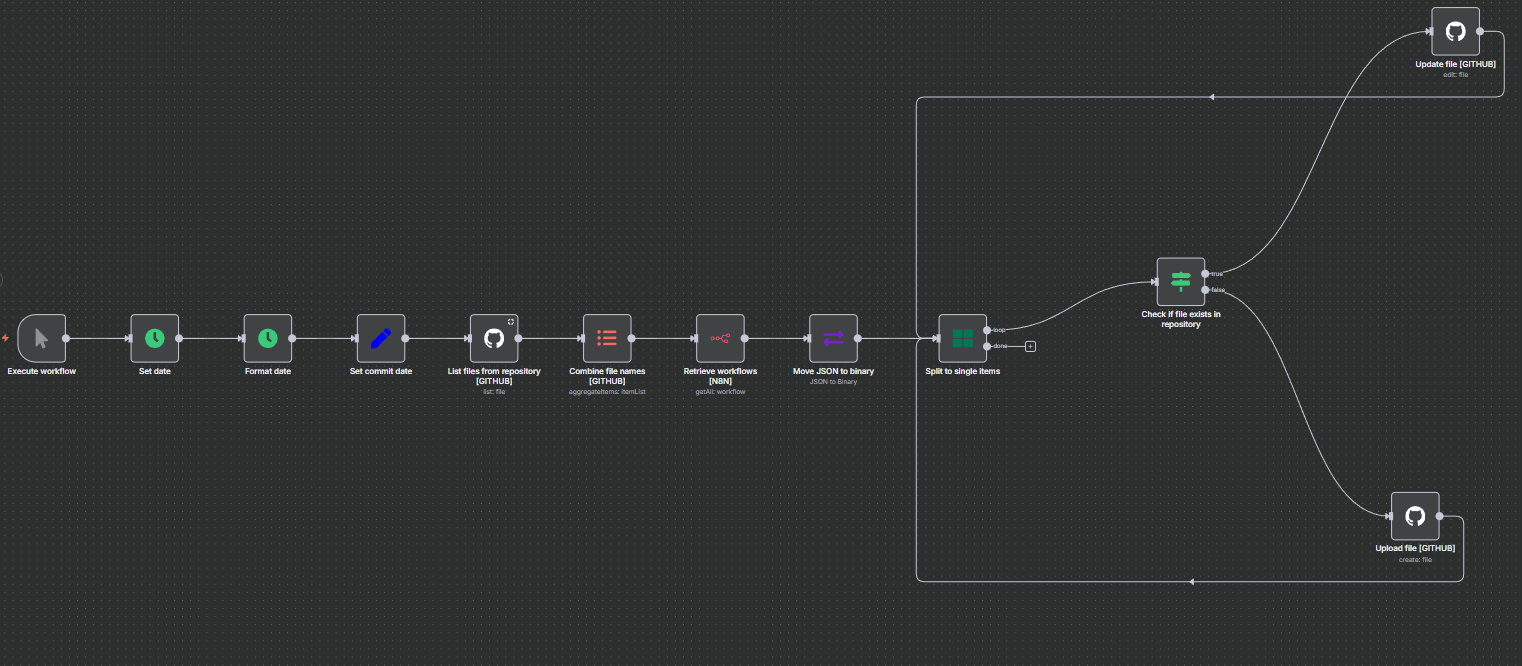 Update file [GITHUB]
edit: file
true
false
Check if file exists in
repository
loop
done
Execute workflow
Set date
Format date
Set commit date
List files from repository
[GITHUB]
list: file
Combine file names
[GITHUB]
aggregateItems: itemList
Retrieve workflows
[N8N]
getAll: workflow
Move JSON to binary
JSON to Binary
Split to single items
Upload file [GITHUB]
create: file